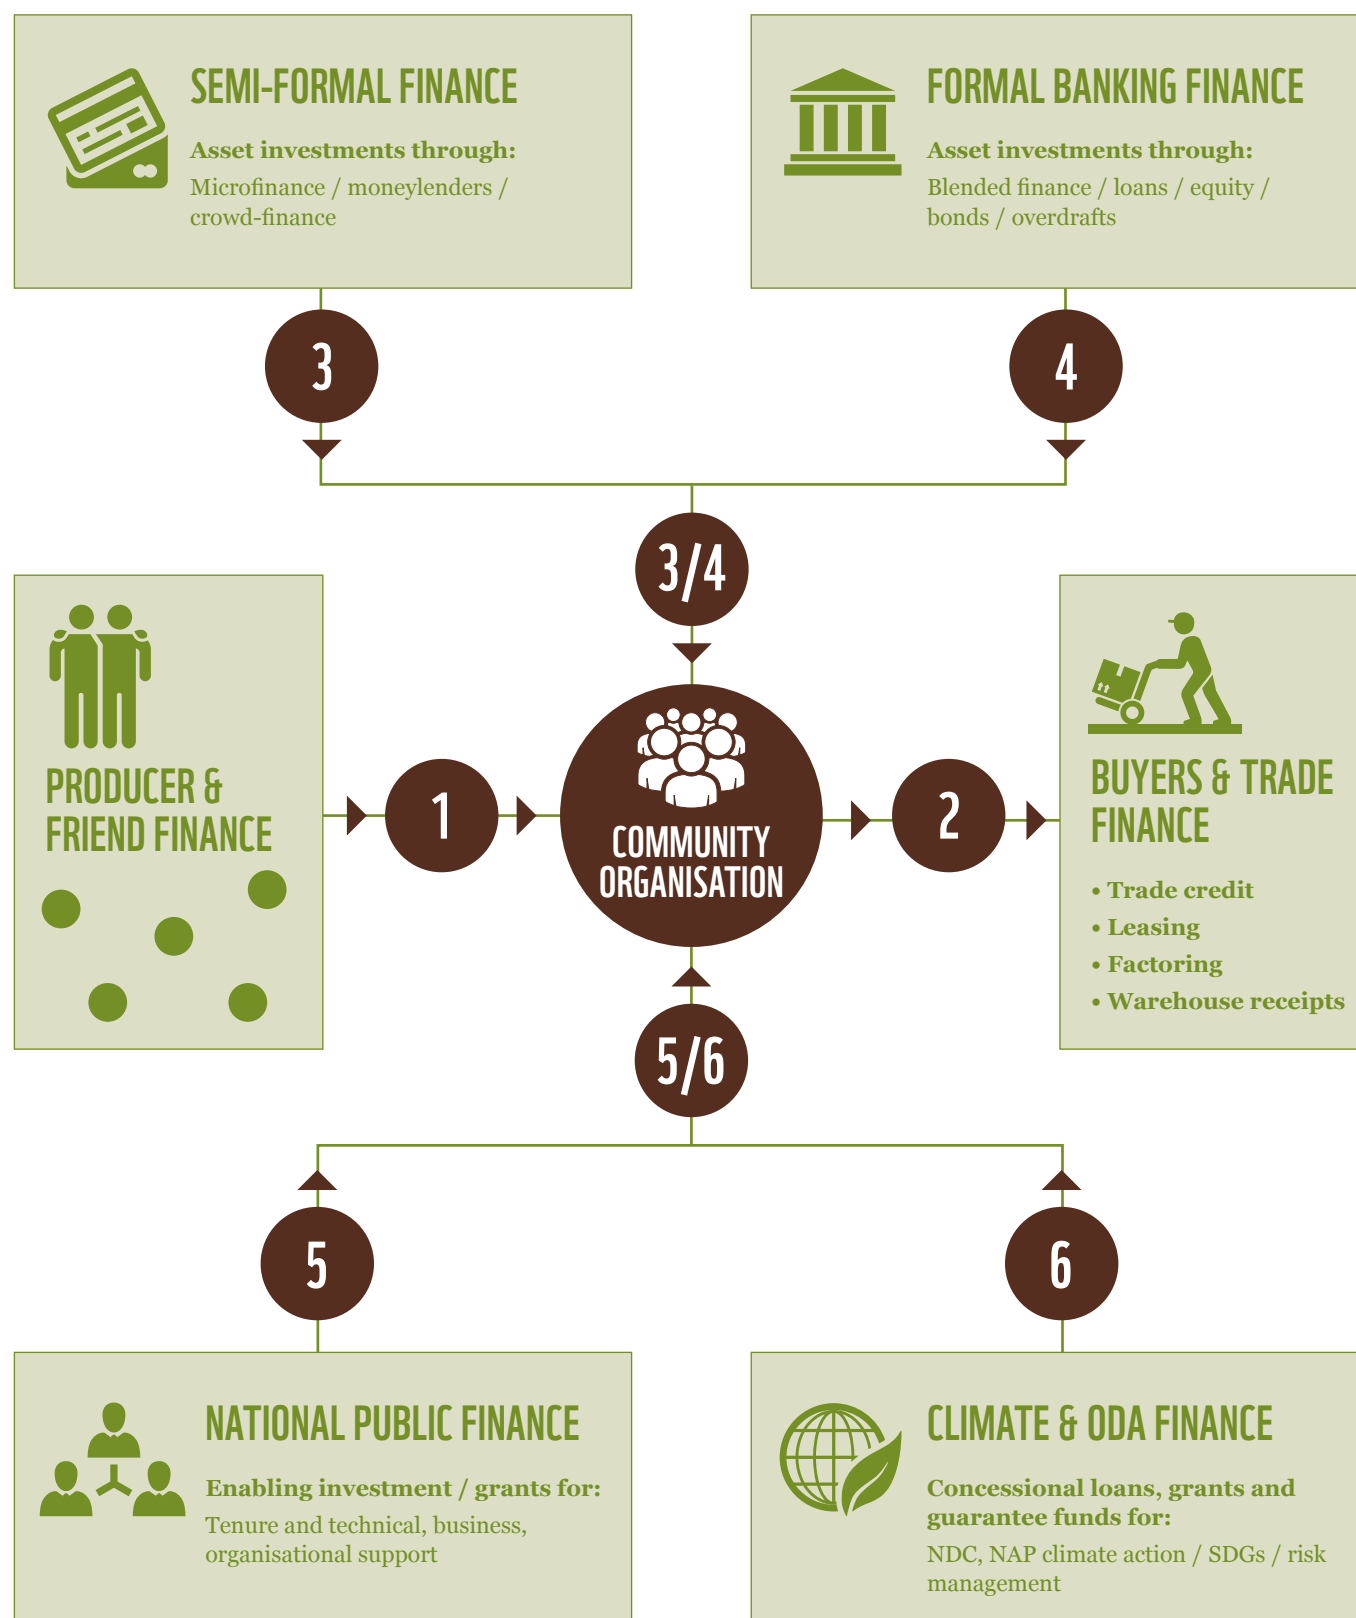 SEMI-FORMAL FINANCE
Asset investments through:
Microfinance / moneylenders /
crowd-finance
FORMAL BANKING FINANCE
Asset investments through:
Blended finance / loans / equity /
bonds / overdrafts
3
4
3/4
PRODUCER &
FRIEND FINANCE
1
COMMUNITY
ORGANISATION
2
BUYERS & TRADE
FINANCE
• Trade credit
• Leasing
• Factoring
• Warehouse receipts
5/6
5
6
NATIONAL PUBLIC FINANCE
Enabling investment / grants for:
Tenure and technical, business,
organisational support
CLIMATE & ODA FINANCE
Concessional loans, grants and
guarantee funds for:
NDC, NAP climate action / SDGs / risk
management